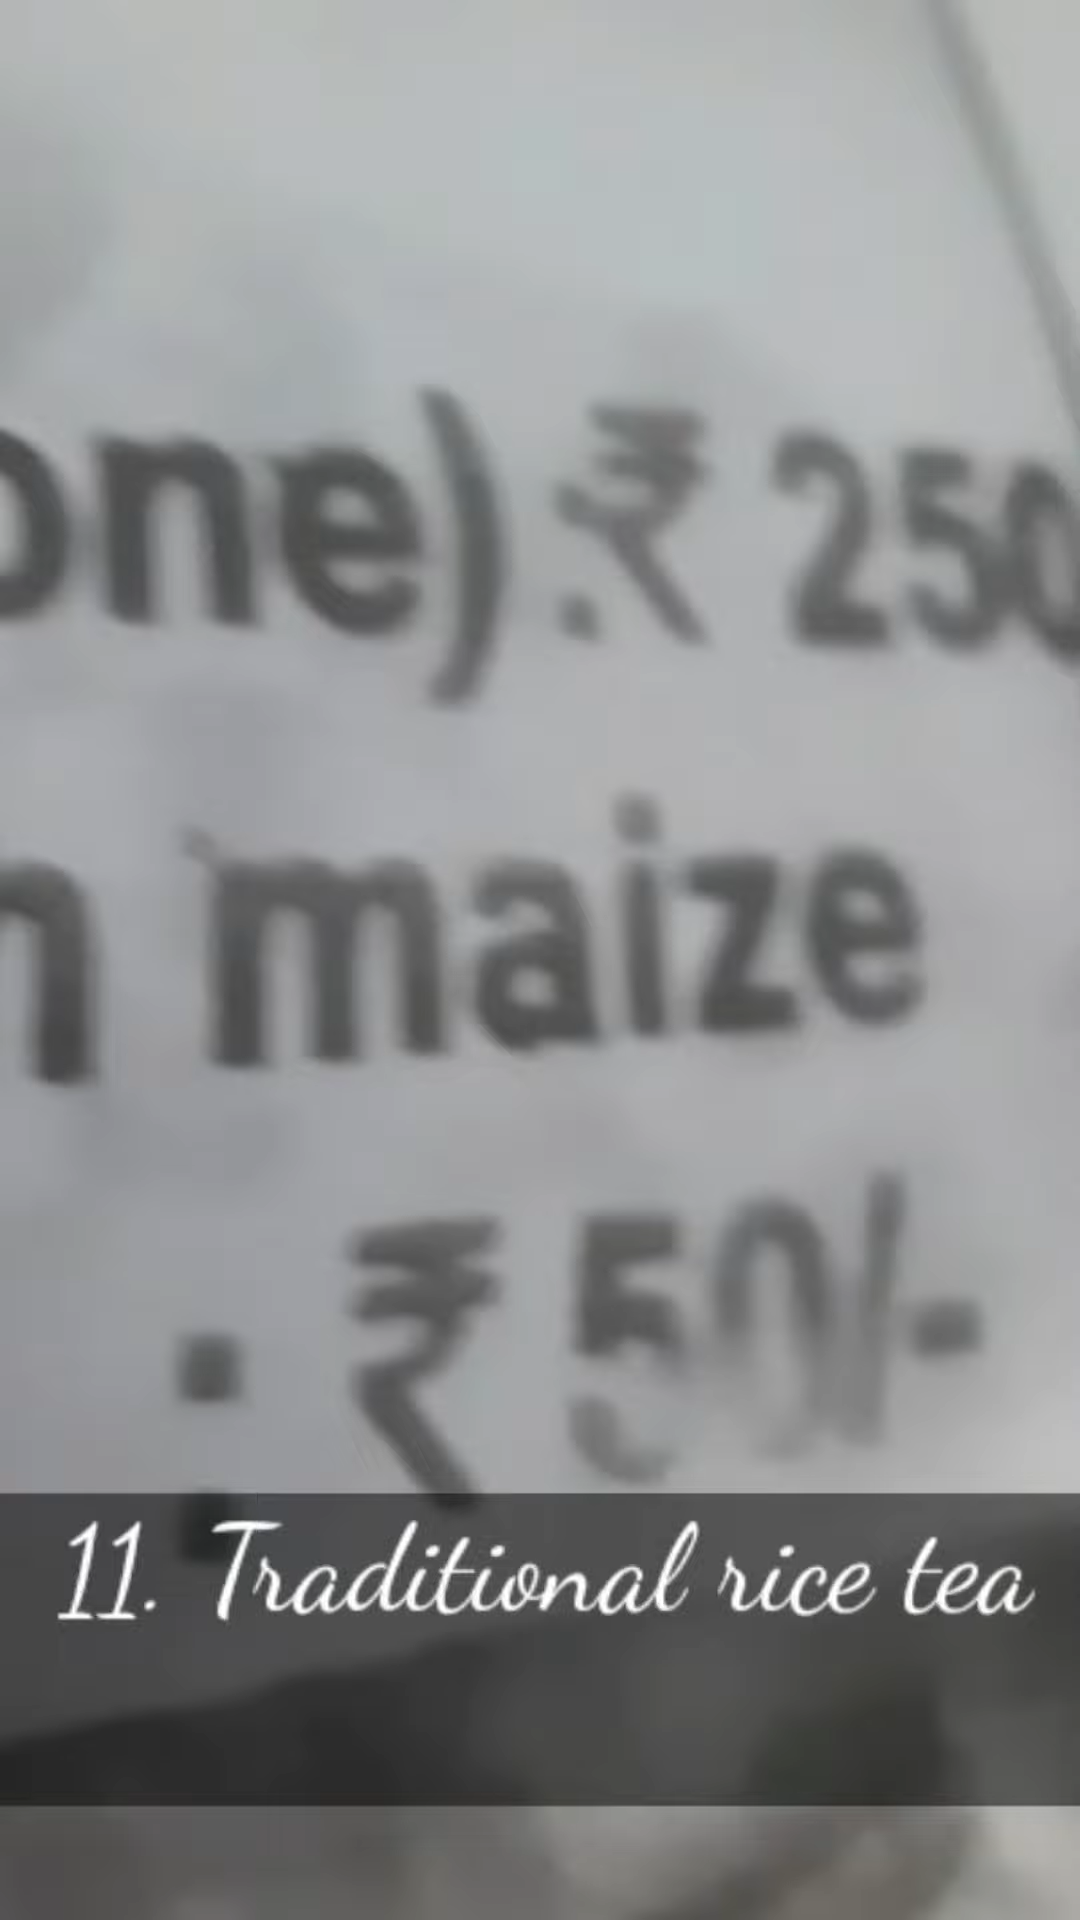 one) .₹ 250
n maize
: ₹ 50/-
11. Traditional rice tea